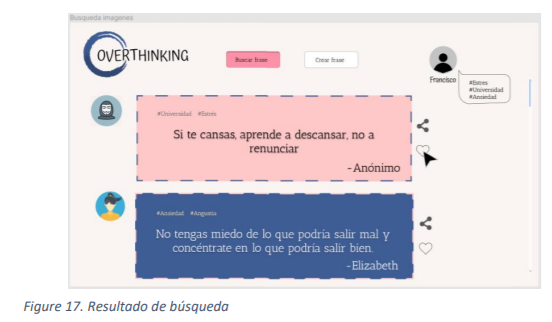 Busqueda Imagenes
OVERTHINKING
Buscar frase
Crear frase
Francisco
#Estres
#Universidad
#Ansiedad
#Universidad #Estrés
Si te cansas, aprende a descansar, no a
renunciar
-Anónimo
#Ansiedad #Angustia
No tengas miedo de lo que podría salir mal y
concéntrate en lo que podría salir bien.
-Elizabeth
Figure 17. Resultado de búsqueda